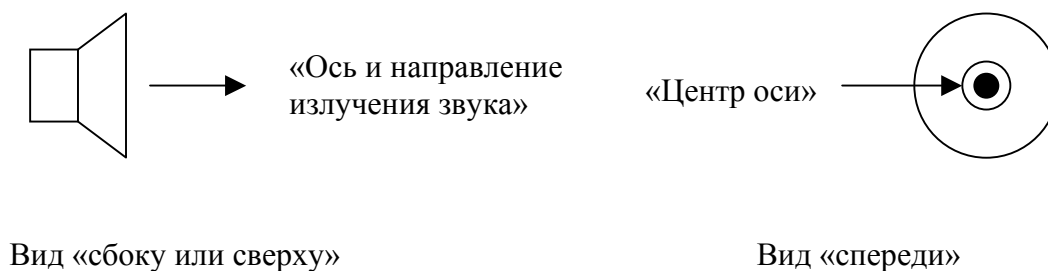 «Ось и направление
излучения звука»
«Центр оси»
Вид «сбоку или сверху»
Вид «спереди»